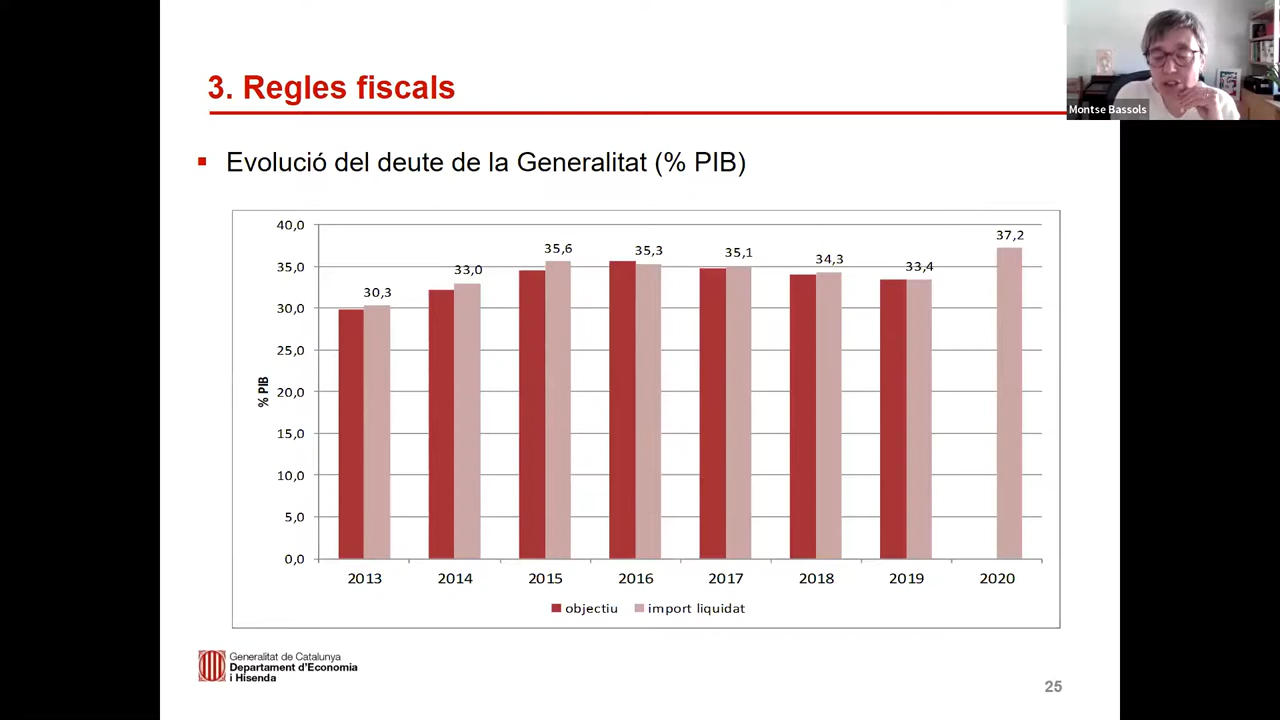 3. Regles fiscals
Montse Bassols
▪ Evolució del deute de la Generalitat (% PIB)
40,0
35,0
30,0
25,0
20,0
15,0
10,0
5,0
0,0
% PIB
30,3
33,0
35,6
35,3
35,1
34,3
33,4
37,2
2013 2014 2015 2016 2017 2018 2019 2020
objectiu import liquidat
Generalitat de Catalunya
Departament d'Economia
i Hisenda
25